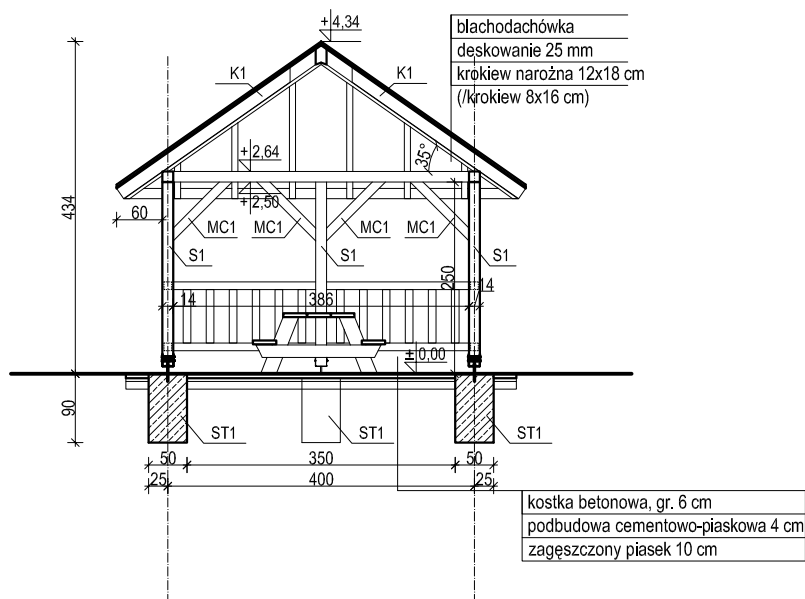 +4,34
blachodachówka
deskowanie 25 mm
krokiew narożna 12x18 cm
(/krokiew 8x16 cm)
K1
K1
+2,64
35°
+2,50
60
434
MC1
MC1
MC1
MC1
S1
S1
S1
250
14
386
14
±0,00
90
ST1
ST1
ST1
50
350
50
25
400
25
kostka betonowa, gr. 6 cm
podbudowa cementowo-piaskowa 4 cm
zagęszczony piasek 10 cm